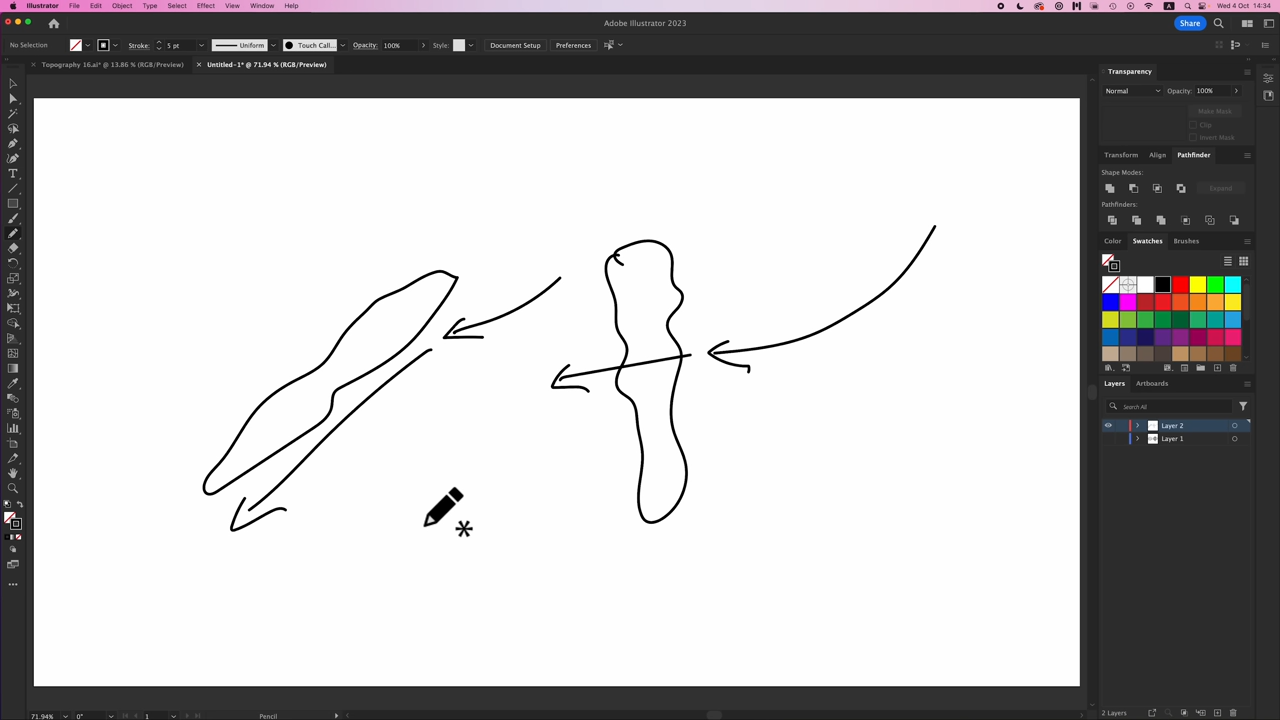 Illustrator File Edit Object Type Select Effect View Window Help Wed 4 Oct 14:34
Adobe Illustrator 2023 Share
No Selection Stroke: 5 pt Uniform Touch Call... Opacity: 100% Style: Document Setup Preferences
Topography 16.ai* @ 13.86 % (RGB/Preview) Untitled-1* @ 71.94 % (RGB/Preview)
Transparency
Normal Opacity: 100%
Make Mask
Clip
Invert Mask
Transform Align Pathfinder
Shape Modes:
Expand
Pathfinders:
Color Swatches Brushes
Layers Artboards
Search All
Layer 2
Layer 1
71.94% 0° 1 Pencil 2 Layers